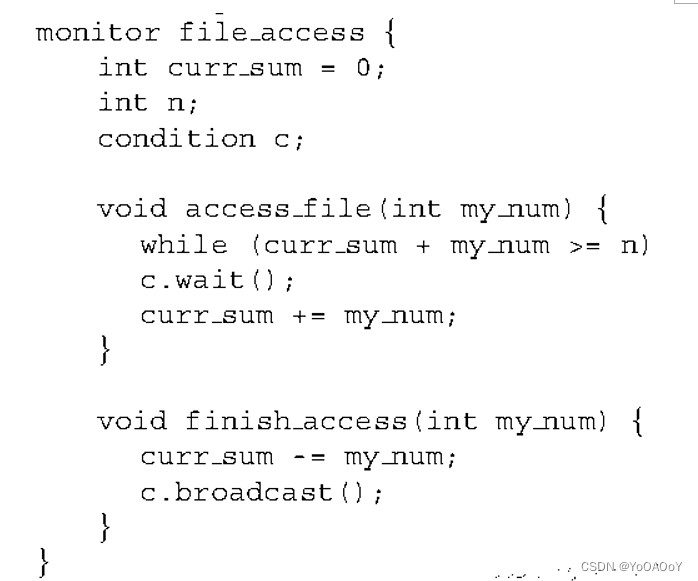 monitor file_access {
int curr_sum = 0;
int n;
condition c;
void access_file(int my_num) {
while (curr_sum + my_num >= n)
c.wait();
curr_sum += my_num;
}
void finish_access(int my_num) {
curr_sum -= my_num;
c.broadcast();
}
}
CSDN @YoOAOoY